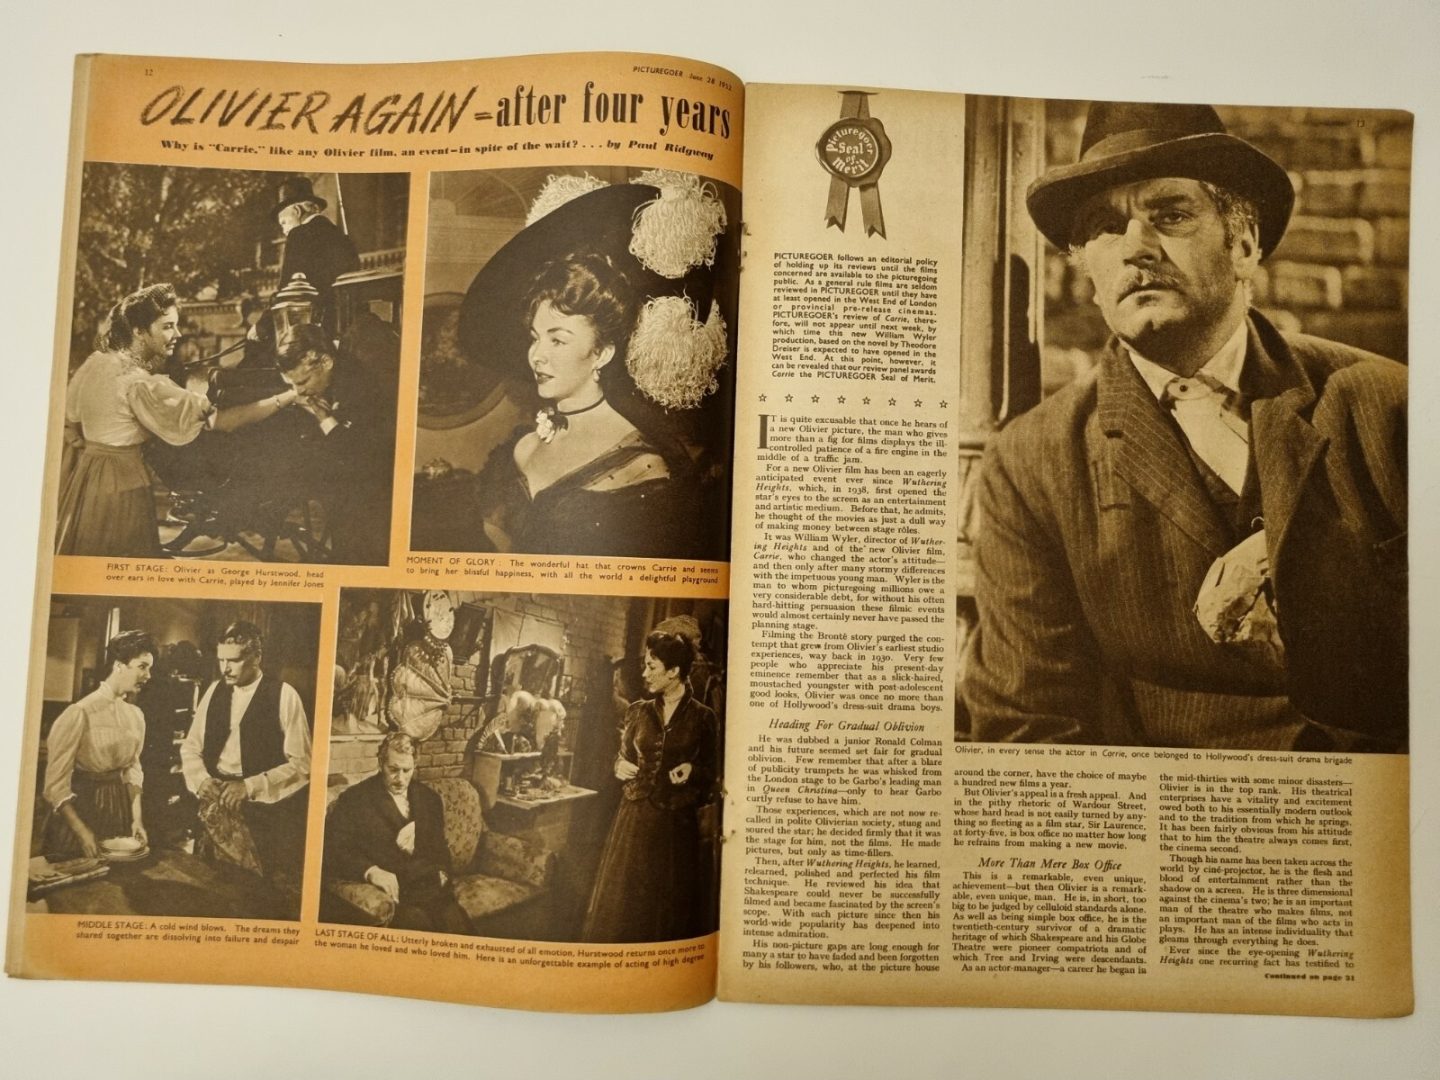 12
PICTUREGOER June 28 1952
OLIVIER AGAIN - after four years
Why is "Carrie," like any Olivier film, an event—in spite of the wait? . . . by Paul Ridgway
FIRST STAGE: Olivier as George Hurstwood, head
over ears in love with Carrie, played by Jennifer Jones
MOMENT OF GLORY: The wonderful hat that crowns Carrie and seems
to bring her blissful happiness, with all the world a delightful playground
MIDDLE STAGE: A cold wind blows. The dreams they
shared together are dissolving into failure and despair
LAST STAGE OF ALL: Utterly broken and exhausted of all emotion, Hurstwood returns once more to
the woman he loved and who loved him. Here is an unforgettable example of acting of high degree
13
Picturegoer
Seal
of
Merit
PICTUREGOER follows an editorial policy
of holding up its reviews until the films
concerned are available to the picturegoing
public. As a general rule films are seldom
reviewed in PICTUREGOER until they have
at least opened in the West End of London
or provincial pre-release cinemas.
PICTUREGOER's review of Carrie, there-
fore, will not appear until next week, by
which time this new William Wyler
production, based on the novel by Theodore
Dreiser is expected to have opened in the
West End. At this point, however, it
can be revealed that our review panel awards
Carrie the PICTUREGOER Seal of Merit.
IT is quite excusable that once he hears of
a new Olivier picture, the man who gives
more than a fig for films displays the ill-
controlled patience of a fire engine in the
middle of a traffic jam.
For a new Olivier film has been an eagerly
anticipated event ever since Wuthering
Heights, which, in 1938, first opened the
star's eyes to the screen as an entertainment
and artistic medium. Before that, he admits,
he thought of the movies as just a dull way
of making money between stage rôles.
It was William Wyler, director of Wuther-
ing Heights and of the new Olivier film,
Carrie, who changed the actor's attitude—
and then only after many stormy differences
with the impetuous young man. Wyler is the
man to whom picturegoing millions owe a
very considerable debt, for without his often
hard-hitting persuasion these filmic events
would almost certainly never have passed the
planning stage.
Filming the Brontë story purged the con-
tempt that grew from Olivier's earliest studio
experiences, way back in 1930. Very few
people who appreciate his present-day
eminence remember that as a slick-haired,
moustached youngster with post-adolescent
good looks, Olivier was once no more than
one of Hollywood's dress-suit drama boys.
Heading For Gradual Oblivion
He was dubbed a junior Ronald Colman
and his future seemed set fair for gradual
oblivion. Few remember that after a blare
of publicity trumpets he was whisked from
the London stage to be Garbo's leading man
in Queen Christina—only to hear Garbo
curtly refuse to have him.
Those experiences, which are not now re-
called in polite Olivierian society, stung and
soured the star; he decided firmly that it was
the stage for him, not the films. He made
pictures, but only as time-fillers.
Then, after Wuthering Heights, he learned,
relearned, polished and perfected his film
technique. He reviewed his idea that
Shakespeare could never be successfully
filmed and became fascinated by the screen's
scope. With each picture since then his
world-wide popularity has deepened into
intense admiration.
His non-picture gaps are long enough for
many a star to have faded and been forgotten
by his followers, who, at the picture house
Olivier, in every sense the actor in Carrie, once belonged to Hollywood's dress-suit drama brigade
around the corner, have the choice of maybe
a hundred new films a year.
But Olivier's appeal is a fresh appeal. And
in the pithy rhetoric of Wardour Street,
whose hard head is not easily turned by any-
thing so fleeting as a film star, Sir Laurence,
at forty-five, is box office no matter how long
he refrains from making a new movie.
More Than Mere Box Office
This is a remarkable, even unique,
achievement—but then Olivier is a remark-
able, even unique, man. He is, in short, too
big to be judged by celluloid standards alone.
As well as being simple box office, he is the
twentieth-century survivor of a dramatic
heritage of which Shakespeare and his Globe
Theatre were pioneer compatriots and of
which Tree and Irving were descendants.
As an actor-manager—a career he began in
the mid-thirties with some minor disasters—
Olivier is in the top rank. His theatrical
enterprises have a vitality and excitement
owed both to his essentially modern outlook
and to the tradition from which he springs.
It has been fairly obvious from his attitude
that to him the theatre always comes first,
the cinema second.
Though his name has been taken across the
world by ciné-projector, he is the flesh and
blood of entertainment rather than the
shadow on a screen. He is three dimensional
against the cinema's two; he is an important
man of the theatre who makes films, not
an important man of the films who acts in
plays. He has an intense individuality that
gleams through everything he does.
Ever since the eye-opening Wuthering
Heights one recurring fact has testified to
Continued on page 21